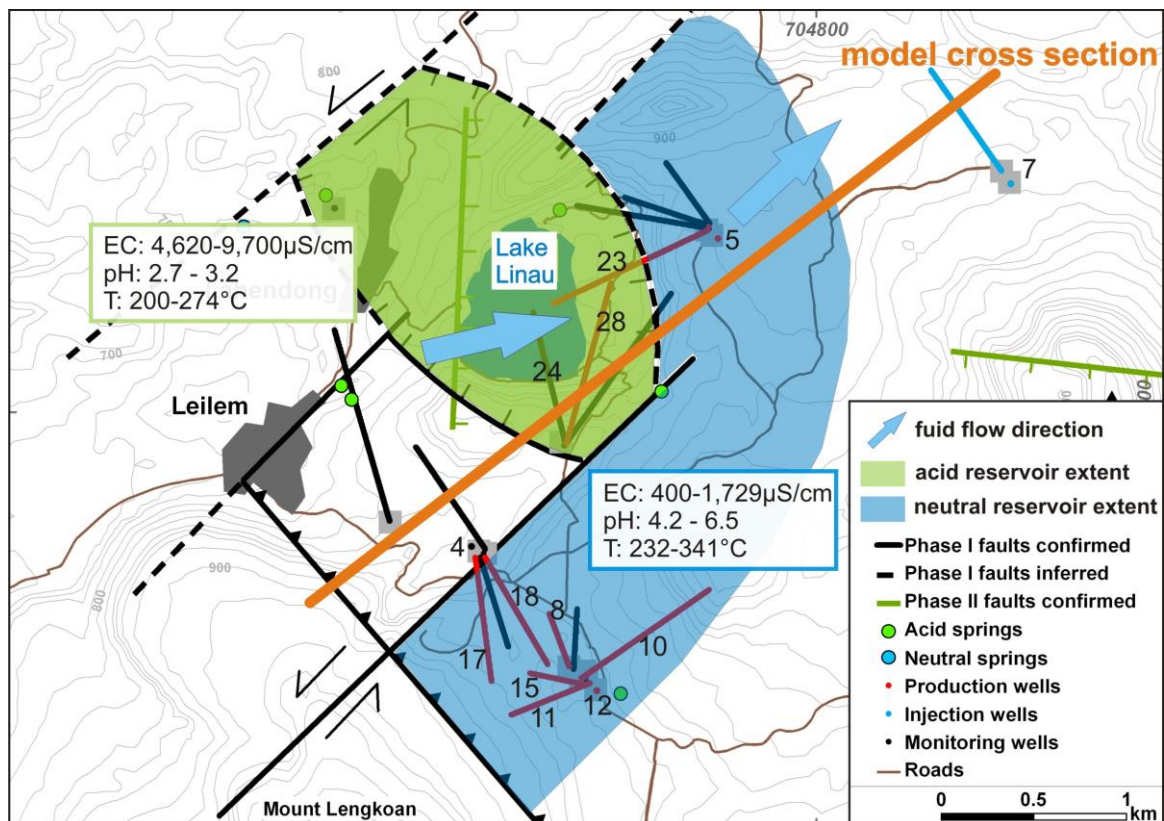 704800
800
model cross section
900
7
EC: 4,620-9,700µS/cm
pH: 2.7 - 3.2
T: 200-274°C
Lake
Linau
5
23
28
700
24
Leilem
EC: 400-1,729µS/cm
pH: 4.2 - 6.5
T: 232-341°C
4
900
800
18
8
10
17
15
11
12
Mount Lengkoan
fuid flow direction
acid reservoir extent
neutral reservoir extent
Phase I faults confirmed
Phase I faults inferred
Phase II faults confirmed
Acid springs
Neutral springs
Production wells
Injection wells
Monitoring wells
Roads
0 0.5 1
km